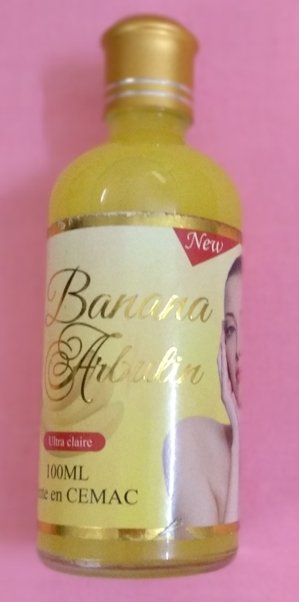 New
Banana
Arbutin
Ultra claire
100ML
en CEMAC